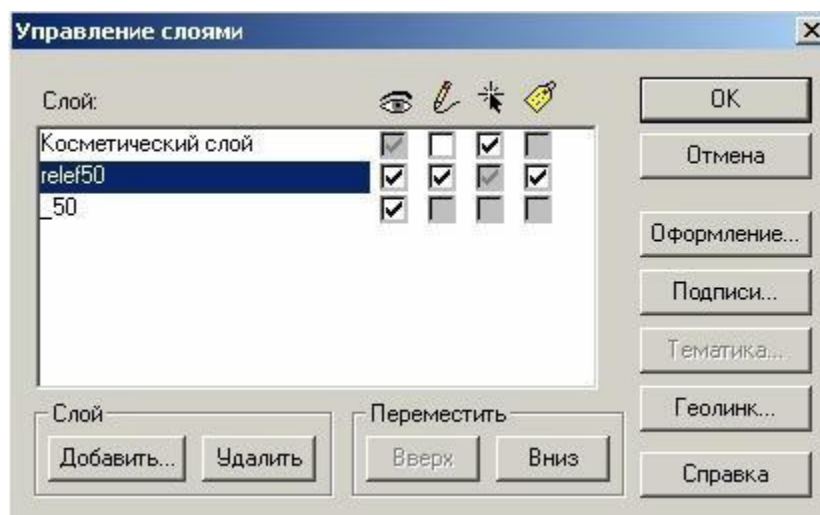 Управление слоями
Слой:
OK
Косметический слой
Отмена
relef50
_50
Оформление...
Подписи...
Тематика...
Слой
Переместить
Геолинк...
Добавить...
Удалить
Вверх
Вниз
Справка